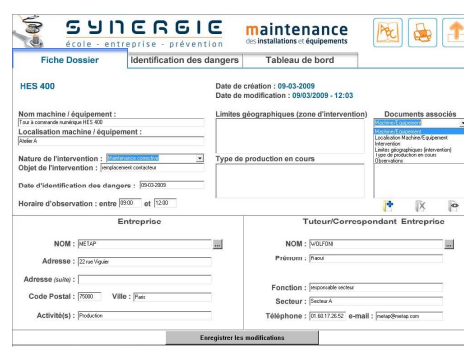 SYNERGIE
école - entreprise - prévention
maintenance
des installations et équipements
Fiche Dossier
Identification des dangers
Tableau de bord
HES 400
Date de création : 09-03-2009
Date de modification : 09/03/2009 - 12:03
Nom machine / équipement :
Tour à commande numérique HES 400
Localisation machine / équipement :
Atelier A
Limites géographiques (zone d'intervention)
Documents associés
Machine/Equipement
Machine/Equipement
Localisation Machine/Equipement
Intervention
Limites géographiques (intervention)
Type de production en cours
Observations
Nature de l'intervention : Maintenance corrective
Objet de l'intervention : remplacement contacteur
Type de production en cours
Date d'identification des dangers : 09-03-2009
Horaire d'observation : entre 09:00 et 12:00
Entreprise
Tuteur/Correspondant Entreprise
NOM : METAP ...
NOM : WOLFONI ...
Adresse : 22 rue Viguier
Prénom : Raoul
Adresse (suite) :
Fonction : responsable secteur
Code Postal : 75000 Ville : Paris
Secteur : Secteur A
Activité(s) : Production
Téléphone : 01.60.17.26.52 e-mail : metap@metap.com
Enregistrer les modifications